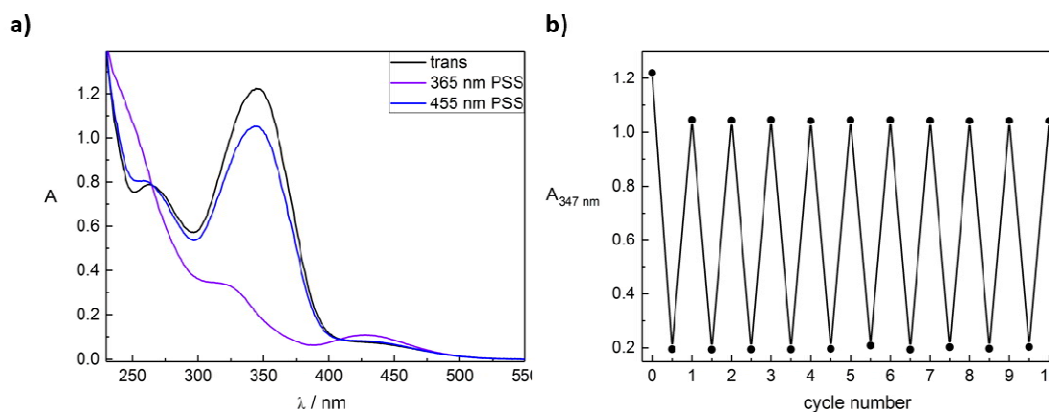 a)
b)
trans
365 nm PSS
455 nm PSS
A
1.2
1.0
0.8
0.6
0.4
0.2
0.0
250 300 350 400 450 500 550
λ / nm
A347 nm
1.2
1.0
0.8
0.6
0.4
0.2
0 1 2 3 4 5 6 7 8 9 1
cycle number